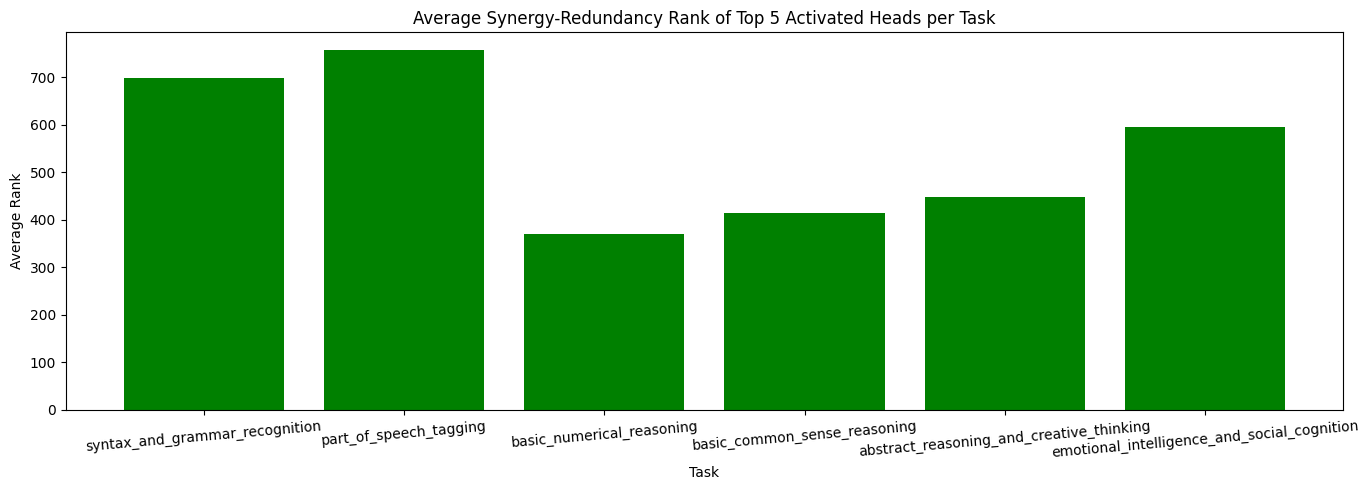 Average Synergy-Redundancy Rank of Top 5 Activated Heads per Task
Average Rank
700
600
500
400
300
200
100
0
syntax_and_grammar_recognition
part_of_speech_tagging
basic_numerical_reasoning
basic_common_sense_reasoning
abstract_reasoning_and_creative_thinking
emotional_intelligence_and_social_cognition
Task